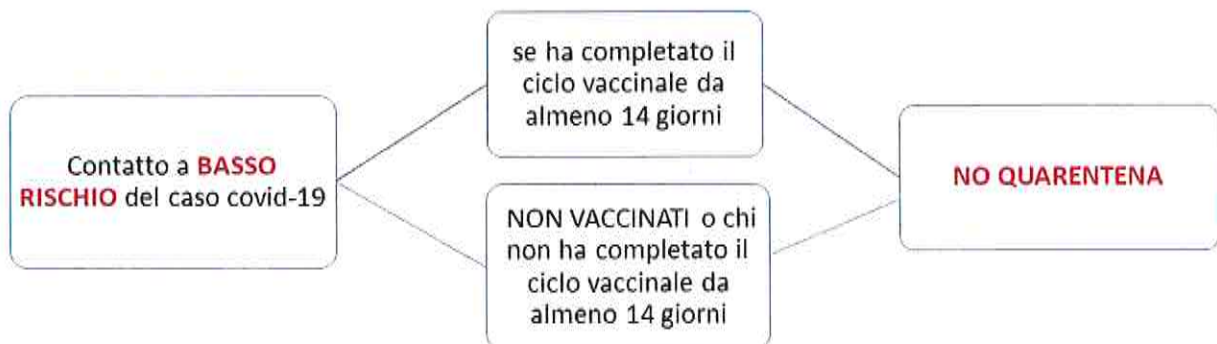 Contatto a BASSO
RISCHIO del caso covid-19
se ha completato il
ciclo vaccinale da
almeno 14 giorni
NON VACCINATI o chi
non ha completato il
ciclo vaccinale da
almeno 14 giorni
NO QUARENTENA